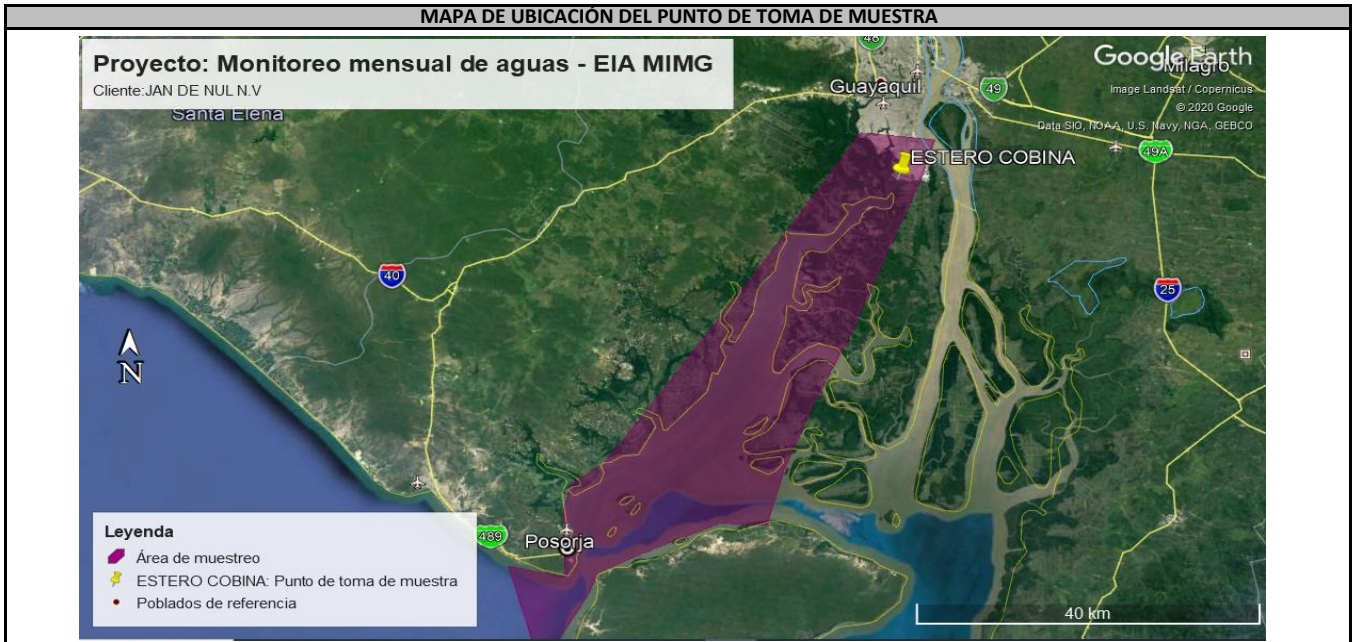 MAPA DE UBICACIÓN DEL PUNTO DE TOMA DE MUESTRA
Proyecto: Monitoreo mensual de aguas - EIA MIMG
Cliente:JAN DE NUL N.V
Santa Elena
48
Guayaquil
49
Google Earth
Milagro
Image Landsat / Copernicus
© 2020 Google
Data SIO, NOAA, U.S. Navy, NGA, GEBCO
49A
ESTERO COBINA
40
25
N
489
Posorja
Leyenda
Área de muestreo
ESTERO COBINA: Punto de toma de muestra
Poblados de referencia
40 km